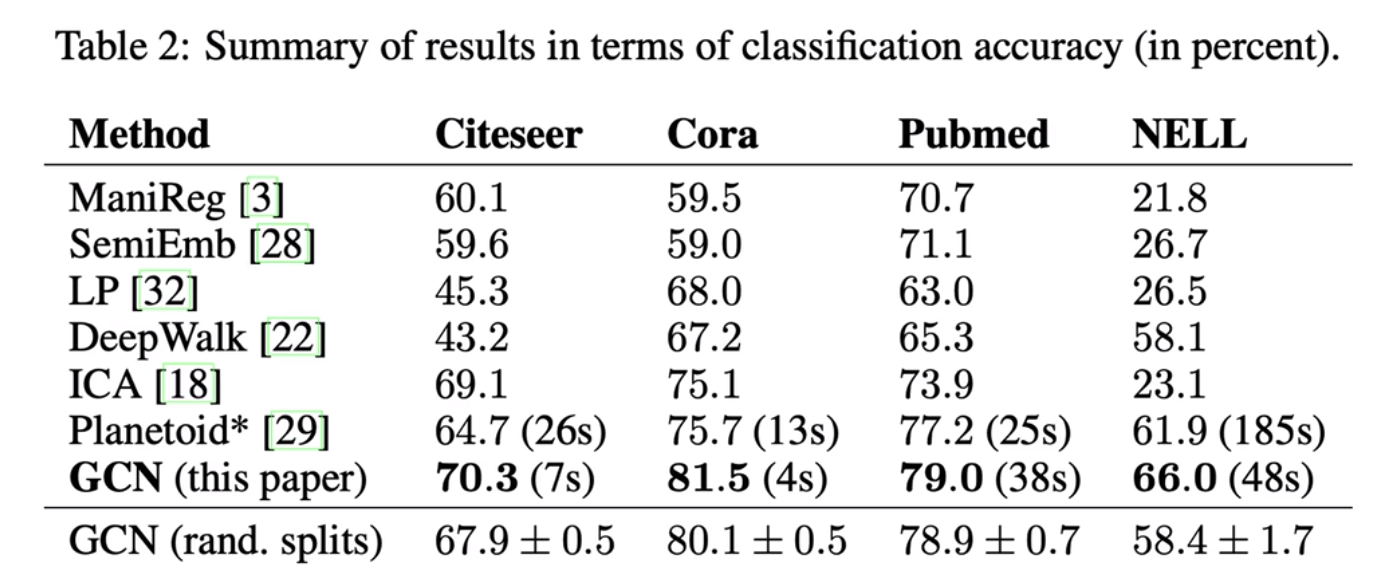 Table 2: Summary of results in terms of classification accuracy (in percent).
Method Citeseer Cora Pubmed NELL
ManiReg [3] 60.1 59.5 70.7 21.8
SemiEmb [28] 59.6 59.0 71.1 26.7
LP [32] 45.3 68.0 63.0 26.5
DeepWalk [22] 43.2 67.2 65.3 58.1
ICA [18] 69.1 75.1 73.9 23.1
Planetoid* [29] 64.7 (26s) 75.7 (13s) 77.2 (25s) 61.9 (185s)
GCN (this paper) 70.3 (7s) 81.5 (4s) 79.0 (38s) 66.0 (48s)
GCN (rand. splits) 67.9 ± 0.5 80.1 ± 0.5 78.9 ± 0.7 58.4 ± 1.7